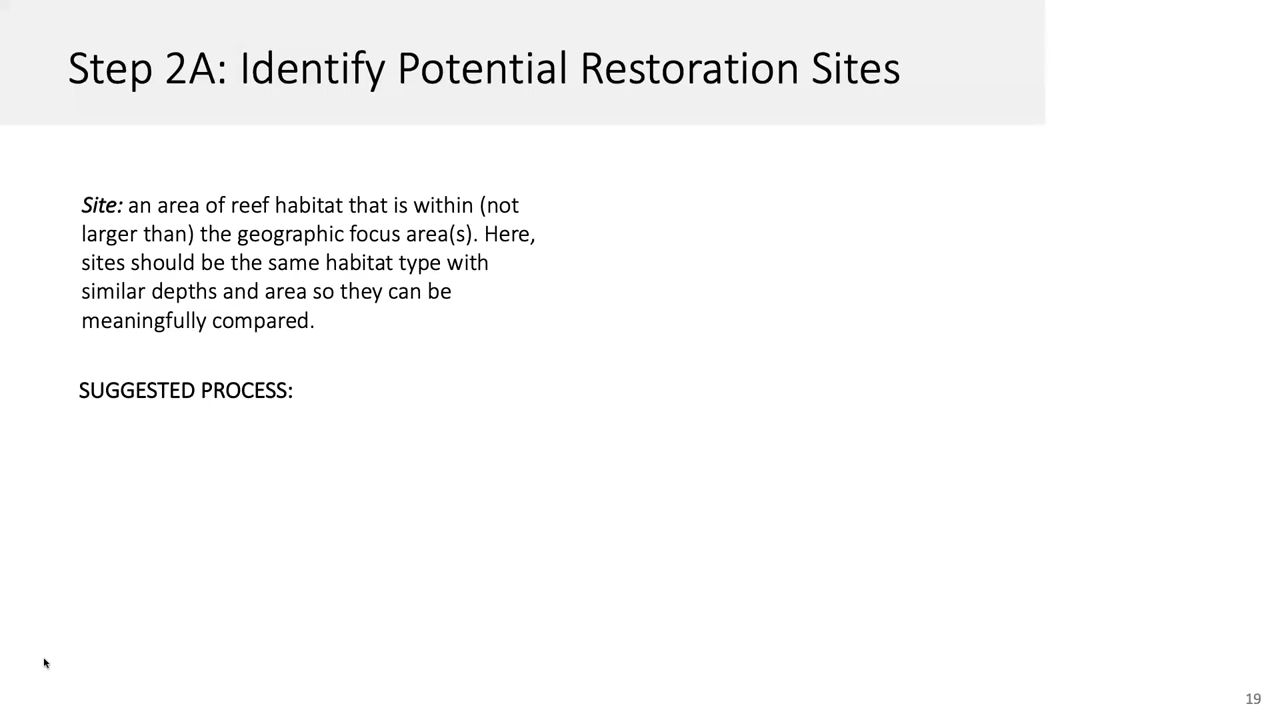 Step 2A: Identify Potential Restoration Sites
Site: an area of reef habitat that is within (not
larger than) the geographic focus area(s). Here,
sites should be the same habitat type with
similar depths and area so they can be
meaningfully compared.
SUGGESTED PROCESS:
19